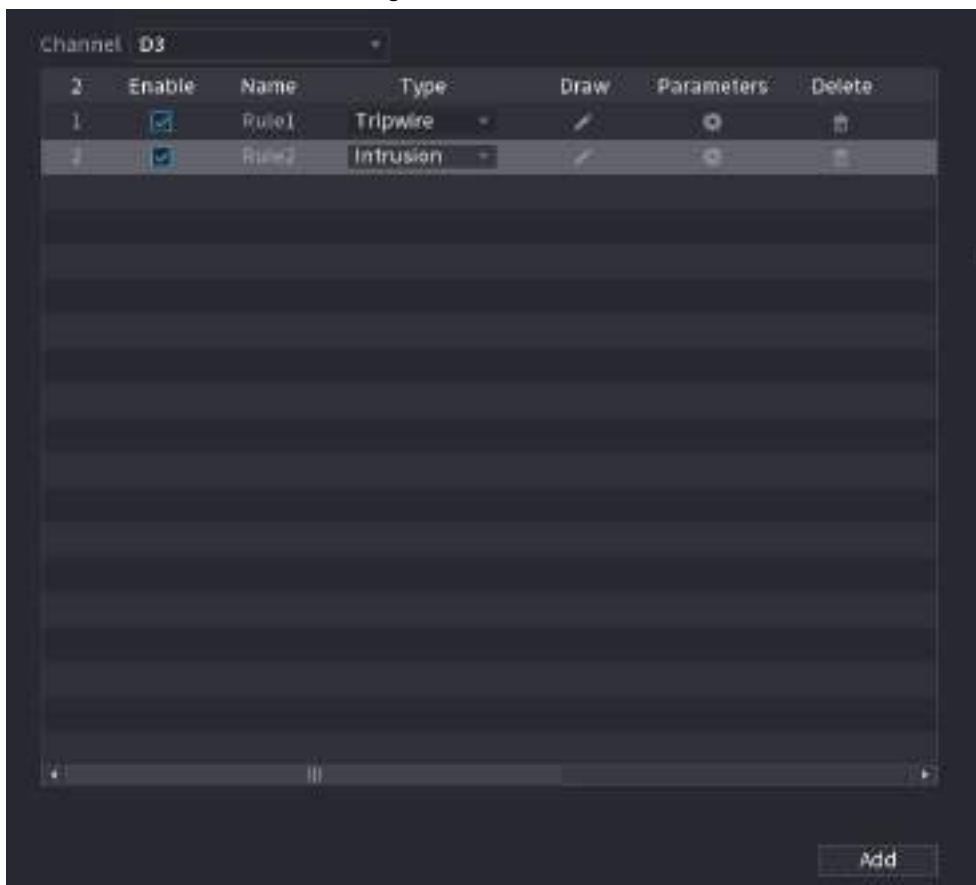 Channel D3
2 Enable Name Type Draw Parameters Delete
1 Rule1 Tripwire
2 Rule2 Intrusion
Add